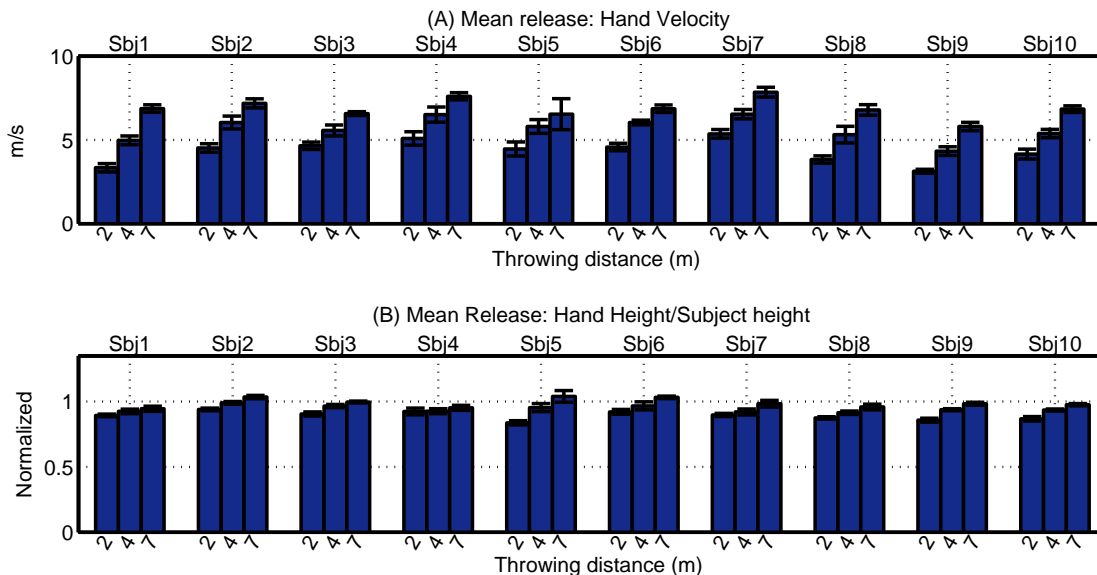 (A) Mean release: Hand Velocity
Sbj1 Sbj2 Sbj3 Sbj4 Sbj5 Sbj6 Sbj7 Sbj8 Sbj9 Sbj10
10
m/s
5
0
2 4 7 2 4 7 2 4 7 2 4 7 2 4 7 2 4 7 2 4 7 2 4 7 2 4 7 2 4 7
Throwing distance (m)
(B) Mean Release: Hand Height/Subject height
Sbj1 Sbj2 Sbj3 Sbj4 Sbj5 Sbj6 Sbj7 Sbj8 Sbj9 Sbj10
Normalized
1
0.5
0
2 4 7 2 4 7 2 4 7 2 4 7 2 4 7 2 4 7 2 4 7 2 4 7 2 4 7 2 4 7
Throwing distance (m)